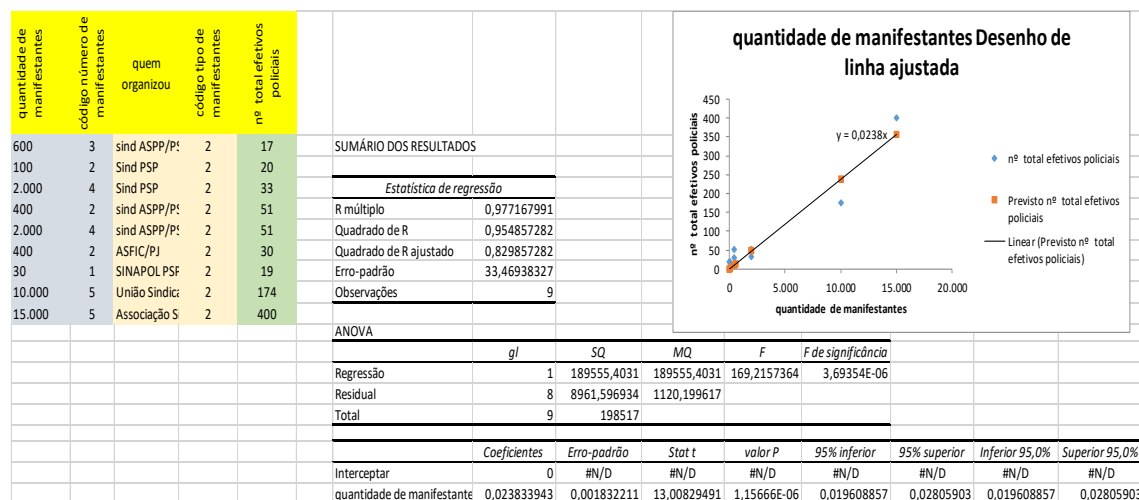 quantidade de manifestantes
código número de manifestantes
quem organizou
código tipo de manifestantes
nº total efetivos policiais
600 3 sind ASPP/PS 2 17
100 2 Sind PSP 2 20
2.000 4 Sind PSP 2 33
400 2 sind ASPP/PS 2 51
2.000 4 sind ASPP/PS 2 51
400 2 ASFIC/PJ 2 30
30 1 SINAPOL PSP 2 19
10.000 5 União Sindica 2 174
15.000 5 Associação Si 2 400
SUMÁRIO DOS RESULTADOS
Estatística de regressão
R múltiplo 0,977167991
Quadrado de R 0,954857282
Quadrado de R ajustado 0,829857282
Erro-padrão 33,46938327
Observações 9
quantidade de manifestantes Desenho de
linha ajustada
nº total efetivos policiais
450
400
350
300
250
200
150
100
50
0
y = 0,0238x
0 5.000 10.000 15.000 20.000
quantidade de manifestantes
nº total efetivos policiais
Previsto nº total efetivos
policiais
Linear (Previsto nº total
efetivos policiais)
ANOVA
gl SQ MQ F F de significância
Regressão 1 189555,4031 189555,4031 169,2157364 3,69354E-06
Residual 8 8961,596934 1120,199617
Total 9 198517
Coeficientes Erro-padrão Stat t valor P 95% inferior 95% superior Inferior 95,0% Superior 95,0%
Interceptar 0 #N/D #N/D #N/D #N/D #N/D #N/D #N/D
quantidade de manifestante 0,023833943 0,001832211 13,00829491 1,15666E-06 0,019608857 0,02805903 0,019608857 0,02805903